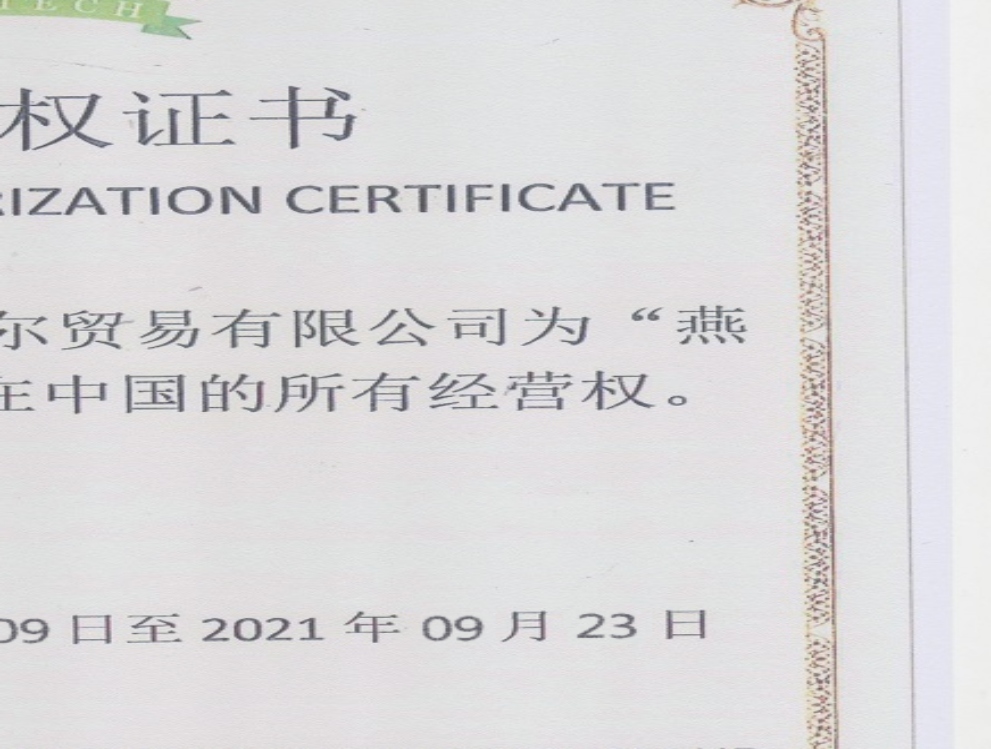 TECH
权证书
RIZATION CERTIFICATE
尔贸易有限公司为“燕
在中国的所有经营权。
09 日至 2021 年 09 月 23 日